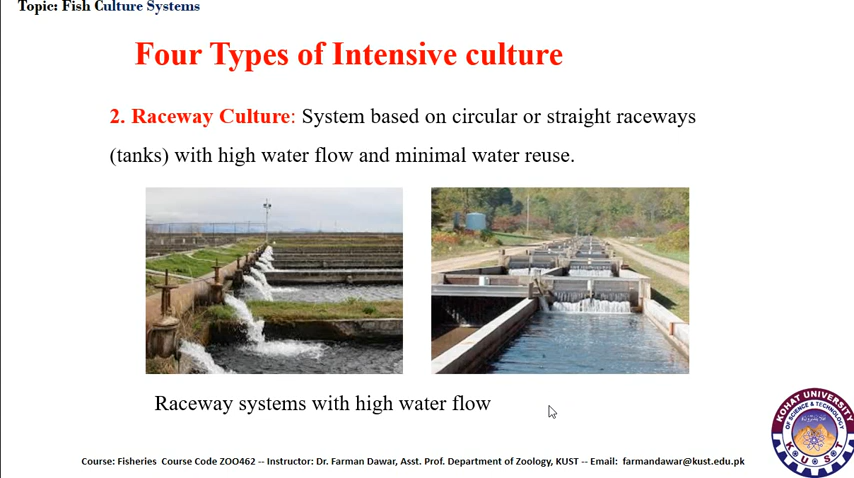 Topic: Fish Culture Systems
Four Types of Intensive culture
2. Raceway Culture: System based on circular or straight raceways
(tanks) with high water flow and minimal water reuse.
Raceway systems with high water flow
KOHAT UNIVERSITY
OF SCIENCE & TECHNOLOGY
K U S T
Course: Fisheries Course Code ZOO462 -- Instructor: Dr. Farman Dawar, Asst. Prof. Department of Zoology, KUST -- Email: farmandawar@kust.edu.pk